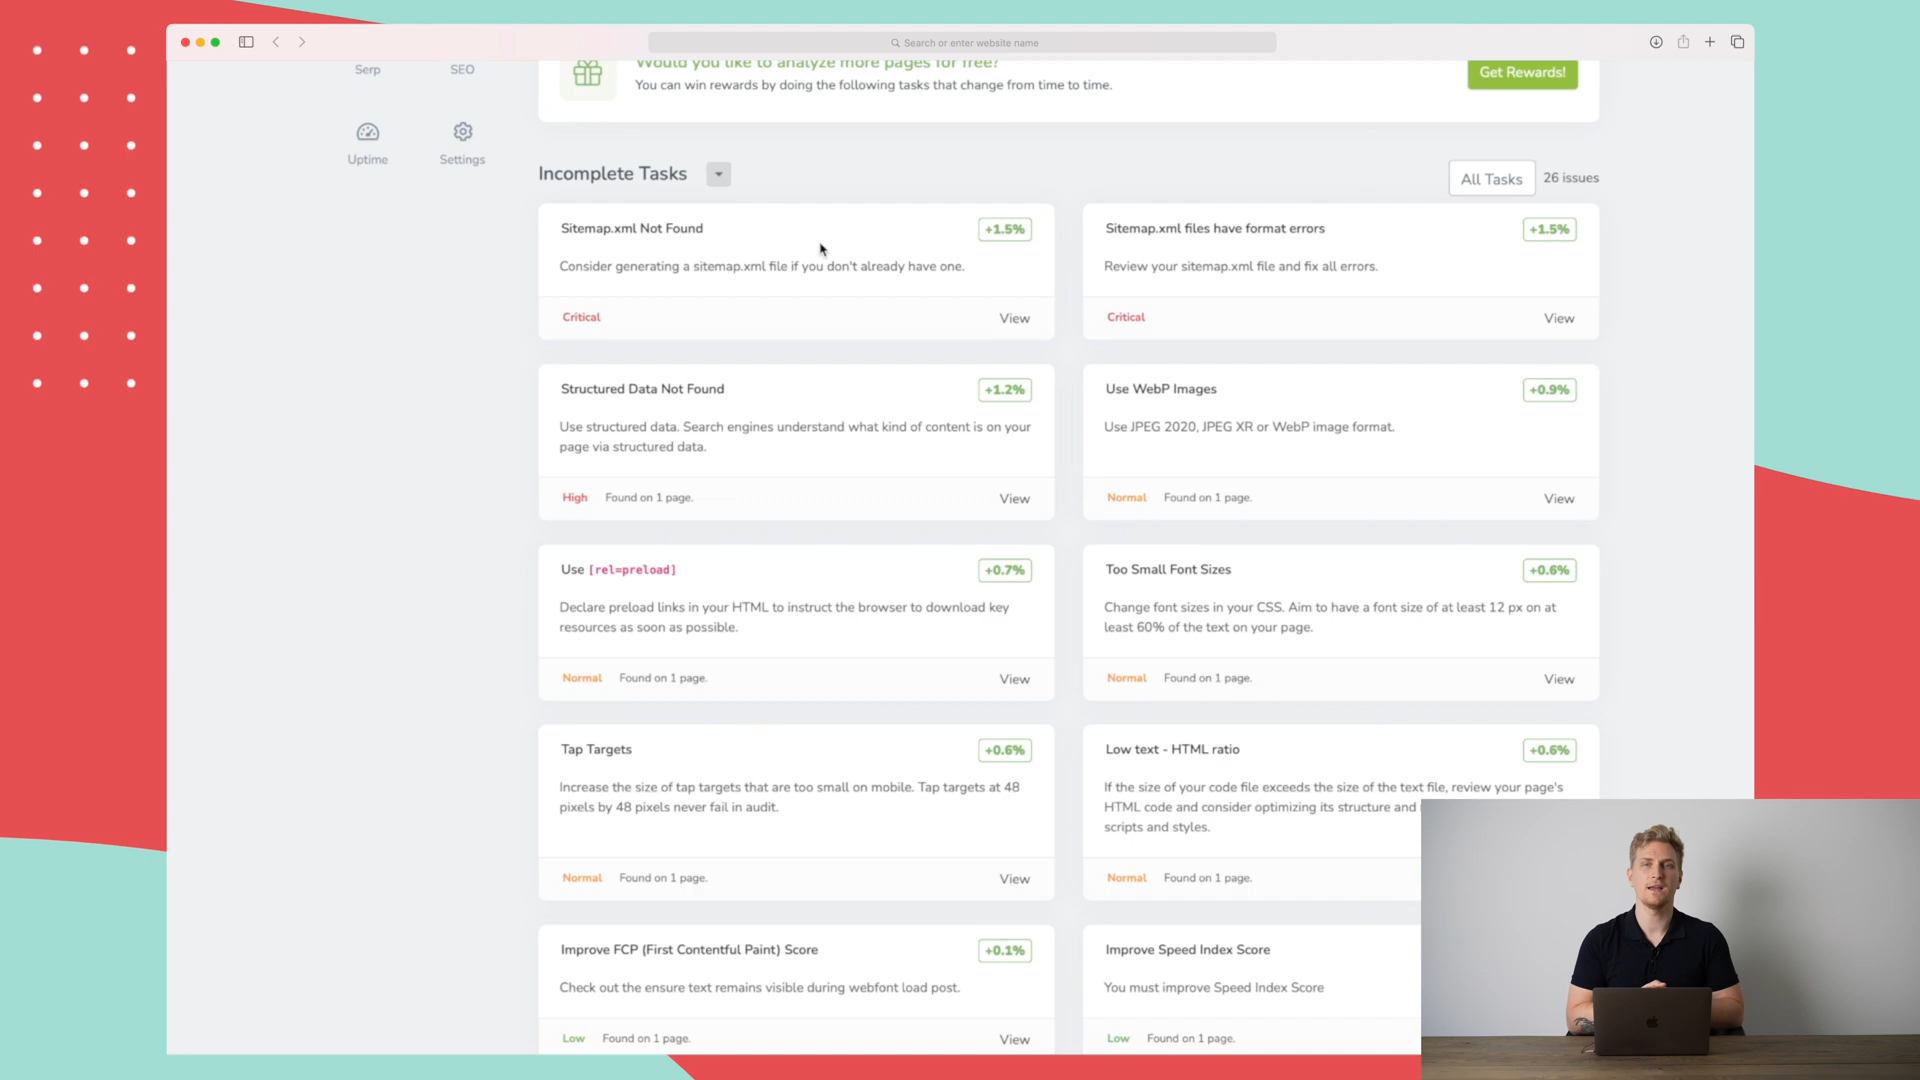 Search or enter website name
Serp
SEO
Would you like to analyze more pages for free?
You can win rewards by doing the following tasks that change from time to time.
Get Rewards!
Uptime
Settings
Incomplete Tasks
All Tasks
26 issues
Sitemap.xml Not Found
+1.5%
Consider generating a sitemap.xml file if you don't already have one.
Critical
View
Sitemap.xml files have format errors
+1.5%
Review your sitemap.xml file and fix all errors.
Critical
View
Structured Data Not Found
+1.2%
Use structured data. Search engines understand what kind of content is on your
page via structured data.
High Found on 1 page.
View
Use WebP Images
+0.9%
Use JPEG 2020, JPEG XR or WebP image format.
Normal Found on 1 page.
View
Use [rel=preload]
+0.7%
Declare preload links in your HTML to instruct the browser to download key
resources as soon as possible.
Normal Found on 1 page.
View
Too Small Font Sizes
+0.6%
Change font sizes in your CSS. Aim to have a font size of at least 12 px on at
least 60% of the text on your page.
Normal Found on 1 page.
View
Tap Targets
+0.6%
Increase the size of tap targets that are too small on mobile. Tap targets at 48
pixels by 48 pixels never fail in audit.
Normal Found on 1 page.
View
Low text - HTML ratio
+0.6%
If the size of your code file exceeds the size of the text file, review your page's
HTML code and consider optimizing its structure and
scripts and styles.
Normal Found on 1 page.
Improve FCP (First Contentful Paint) Score
+0.1%
Check out the ensure text remains visible during webfont load post.
Low Found on 1 page.
View
Improve Speed Index Score
You must improve Speed Index Score
Low Found on 1 page.